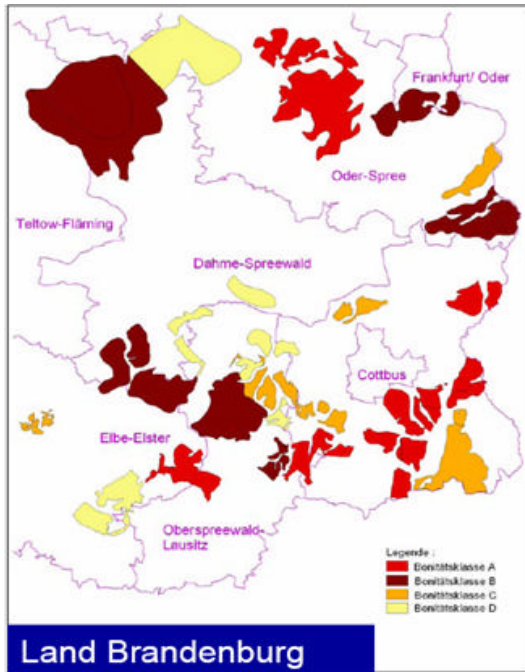 Frankfurt/ Oder
Oder-Spree
Teltow-Fläming
Dahme-Spreewald
Cottbus
Elbe-Elster
Oberspreewald-
Lausitz
Legende :
Bonitätsklasse A
Bonitätsklasse B
Bonitätsklasse C
Bonitätsklasse D
Land Brandenburg